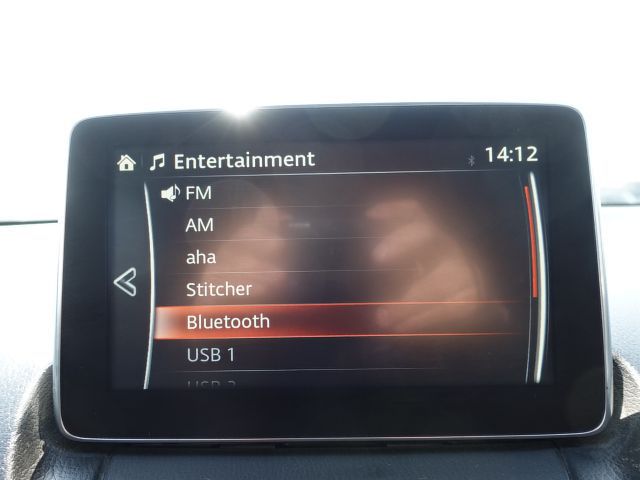 Entertainment 14:12
FM
AM
aha
Stitcher
Bluetooth
USB 1